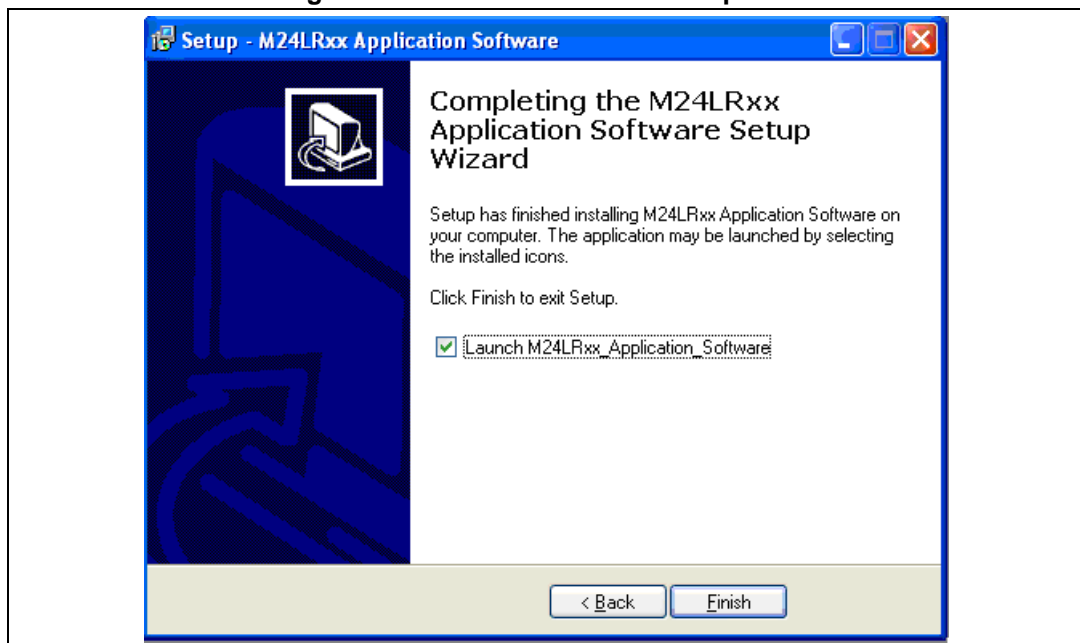 Setup - M24LRxx Application Software
Completing the M24LRxx
Application Software Setup
Wizard
Setup has finished installing M24LRxx Application Software on
your computer. The application may be launched by selecting
the installed icons.
Click Finish to exit Setup.
Launch M24LRxx_Application_Software
< Back
Finish